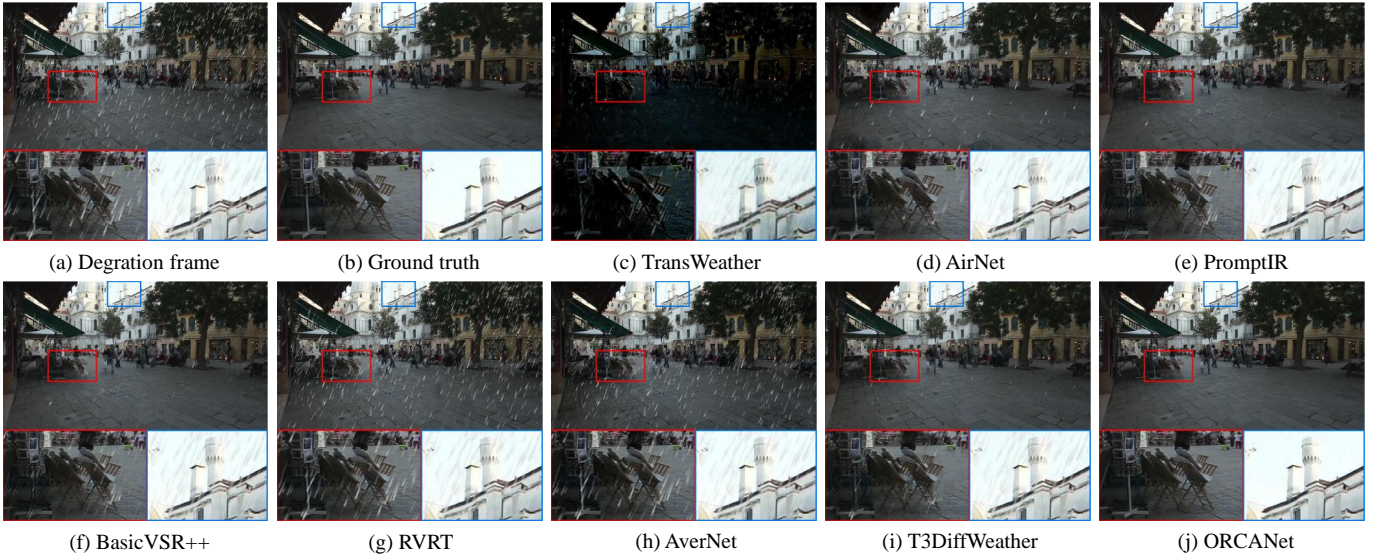 (a) Degration frame
(b) Ground truth
(c) TransWeather
(d) AirNet
(e) PromptIR
(f) BasicVSR++
(g) RVRT
(h) AverNet
(i) T3DiffWeather
(j) ORCANet